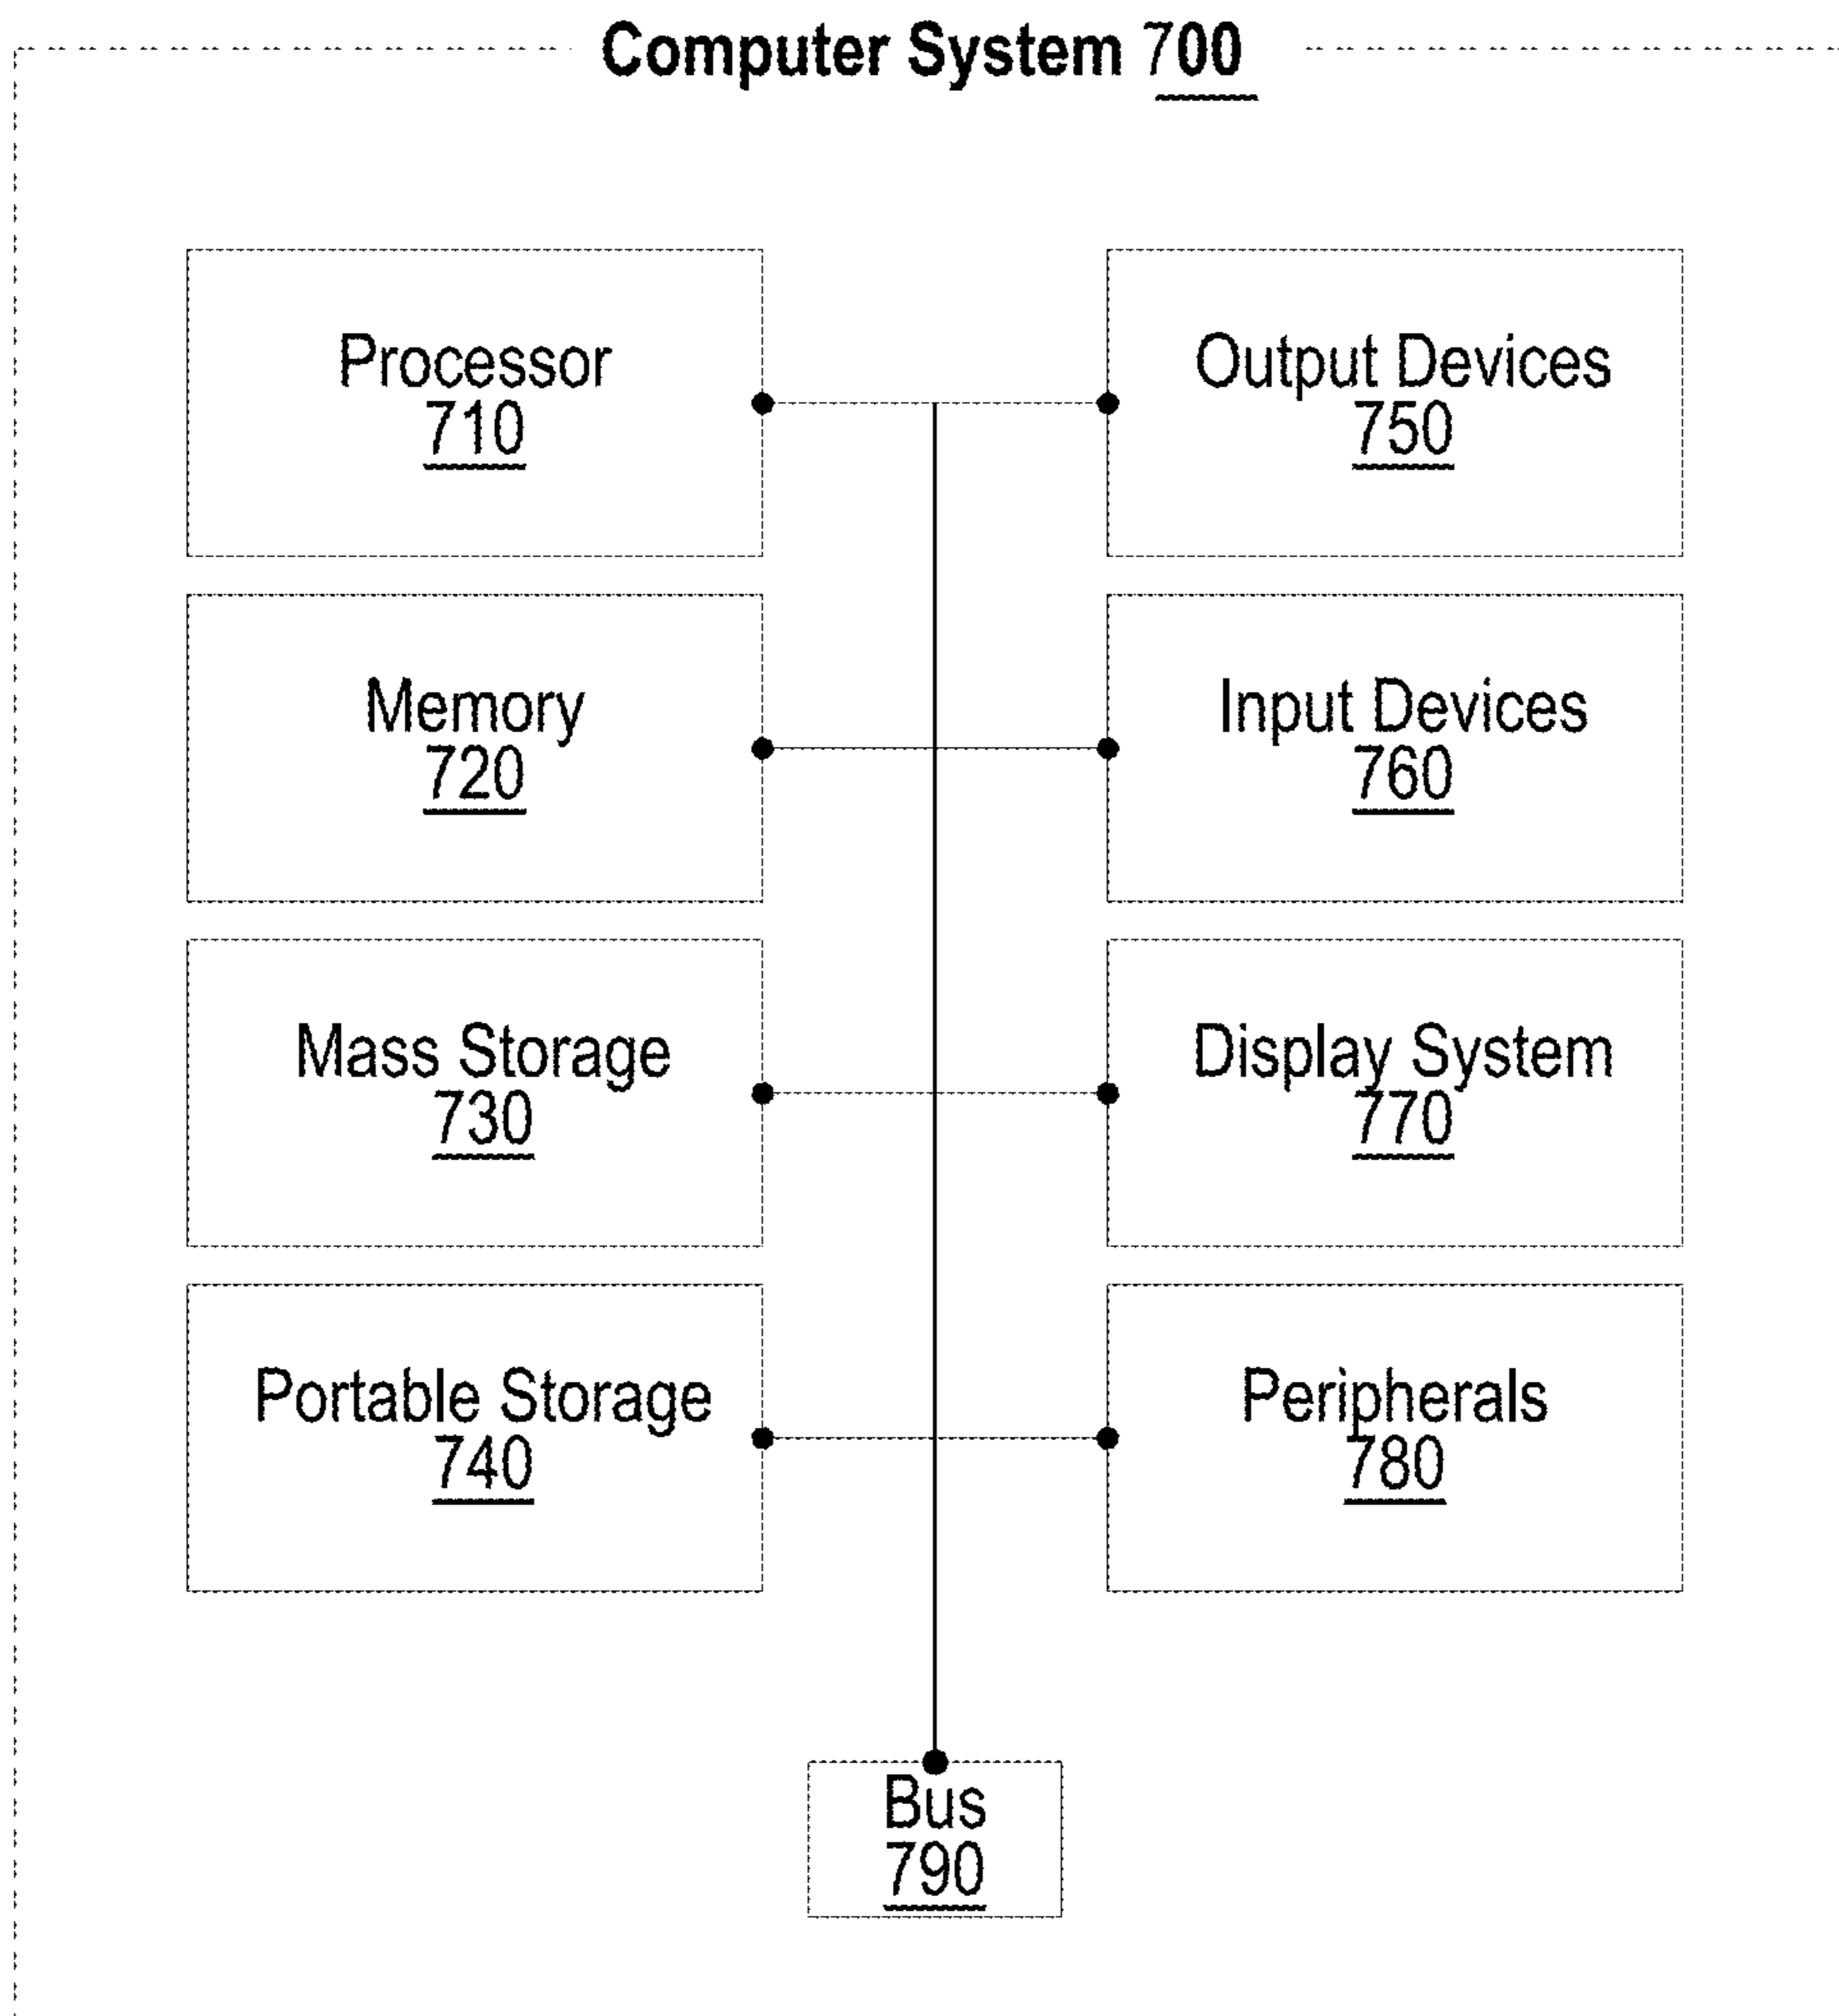 Computer System 700
Processor
710
Output Devices
750
Memory
720
Input Devices
760
Mass Storage
730
Display System
770
Portable Storage
740
Peripherals
780
Bus
790